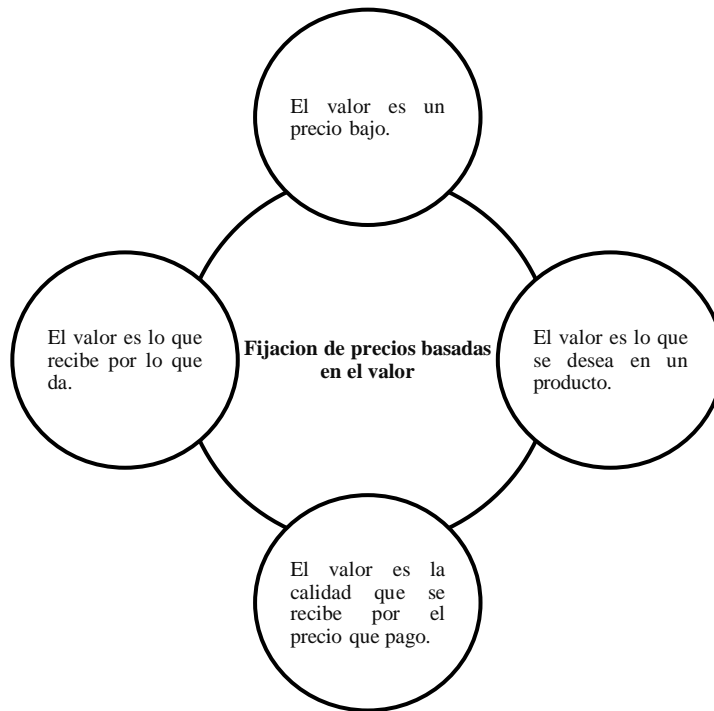 El valor es un
precio bajo.
El valor es lo que
recibe por lo que
da.
Fijacion de precios basadas
en el valor
El valor es lo que
se desea en un
producto.
El valor es la
calidad que se
recibe por el
precio que pago.